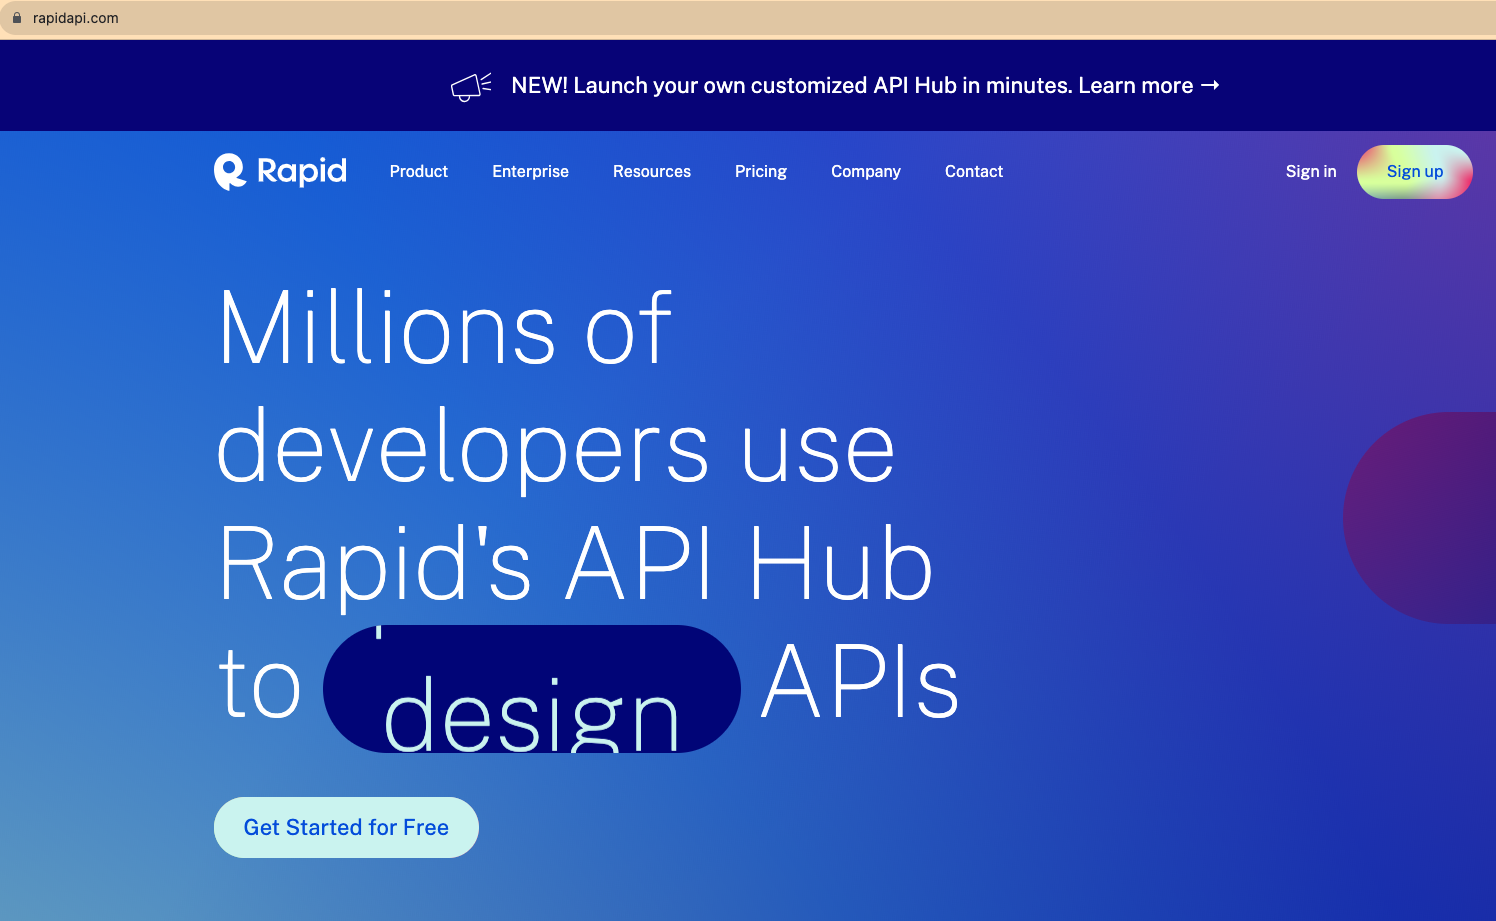 rapidapi.com
NEW! Launch your own customized API Hub in minutes. Learn more →
Rapid
Product
Enterprise
Resources
Pricing
Company
Contact
Sign in
Sign up
Millions of
developers use
Rapid's API Hub
to design APIs
Get Started for Free